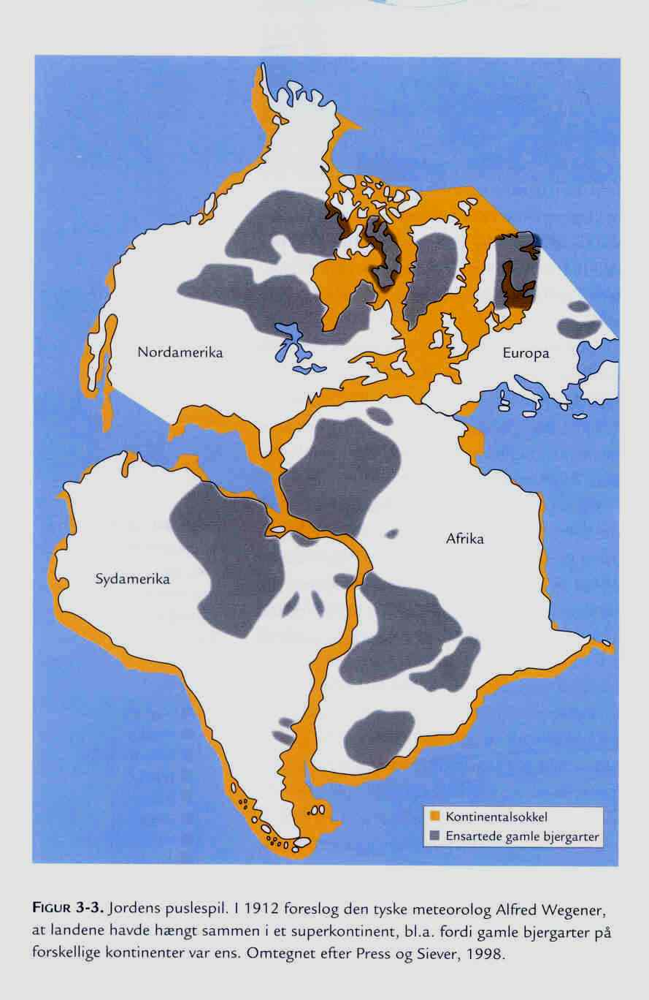 Nordamerika
Europa
Afrika
Sydamerika
Kontinentalsokkel
Ensartede gamle bjergarter
FIGUR 3-3. Jordens puslespil. I 1912 foreslog den tyske meteorolog Alfred Wegener,
at landene havde hængt sammen i et superkontinent, bl.a. fordi gamle bjergarter på
forskellige kontinenter var ens. Omtegnet efter Press og Siever, 1998.